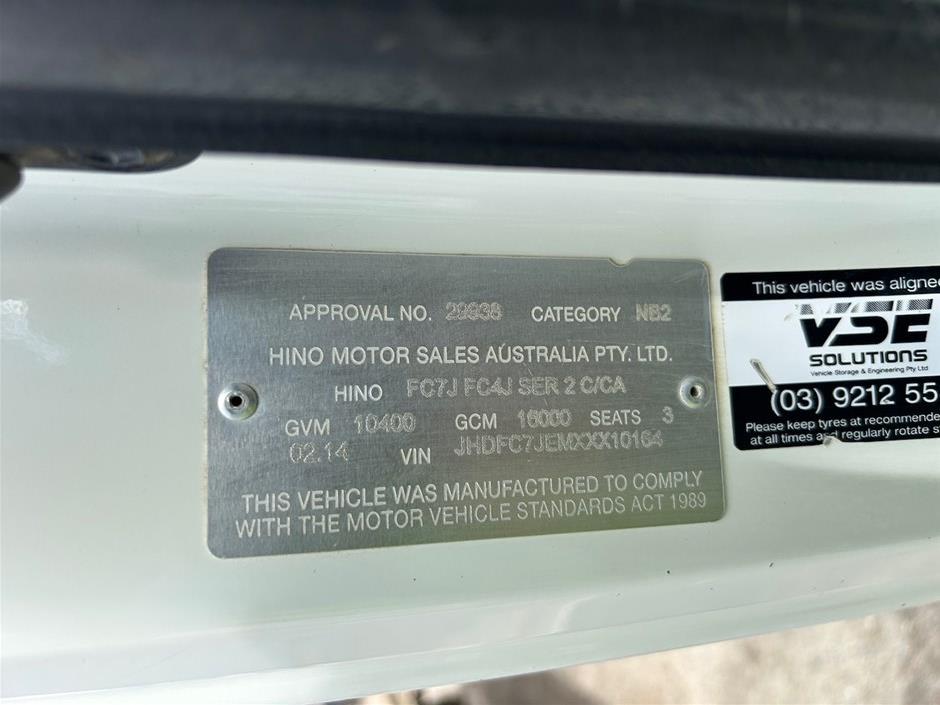 APPROVAL NO. 29838 CATEGORY NB2
HINO MOTOR SALES AUSTRALIA PTY. LTD.
HINO FC7J FC4J SER 2 C/CA
GVM 10400 GCM 16000 SEATS 3
02.14 VIN JHDFC7JEMXXX10164
THIS VEHICLE WAS MANUFACTURED TO COMPLY
WITH THE MOTOR VEHICLE STANDARDS ACT 1989
This vehicle was aligned
VSE
SOLUTIONS
Vehicle Storage & Engineering Pty Ltd
(03) 9212 55
Please keep tyres at recommende
at all times and regularly rotate